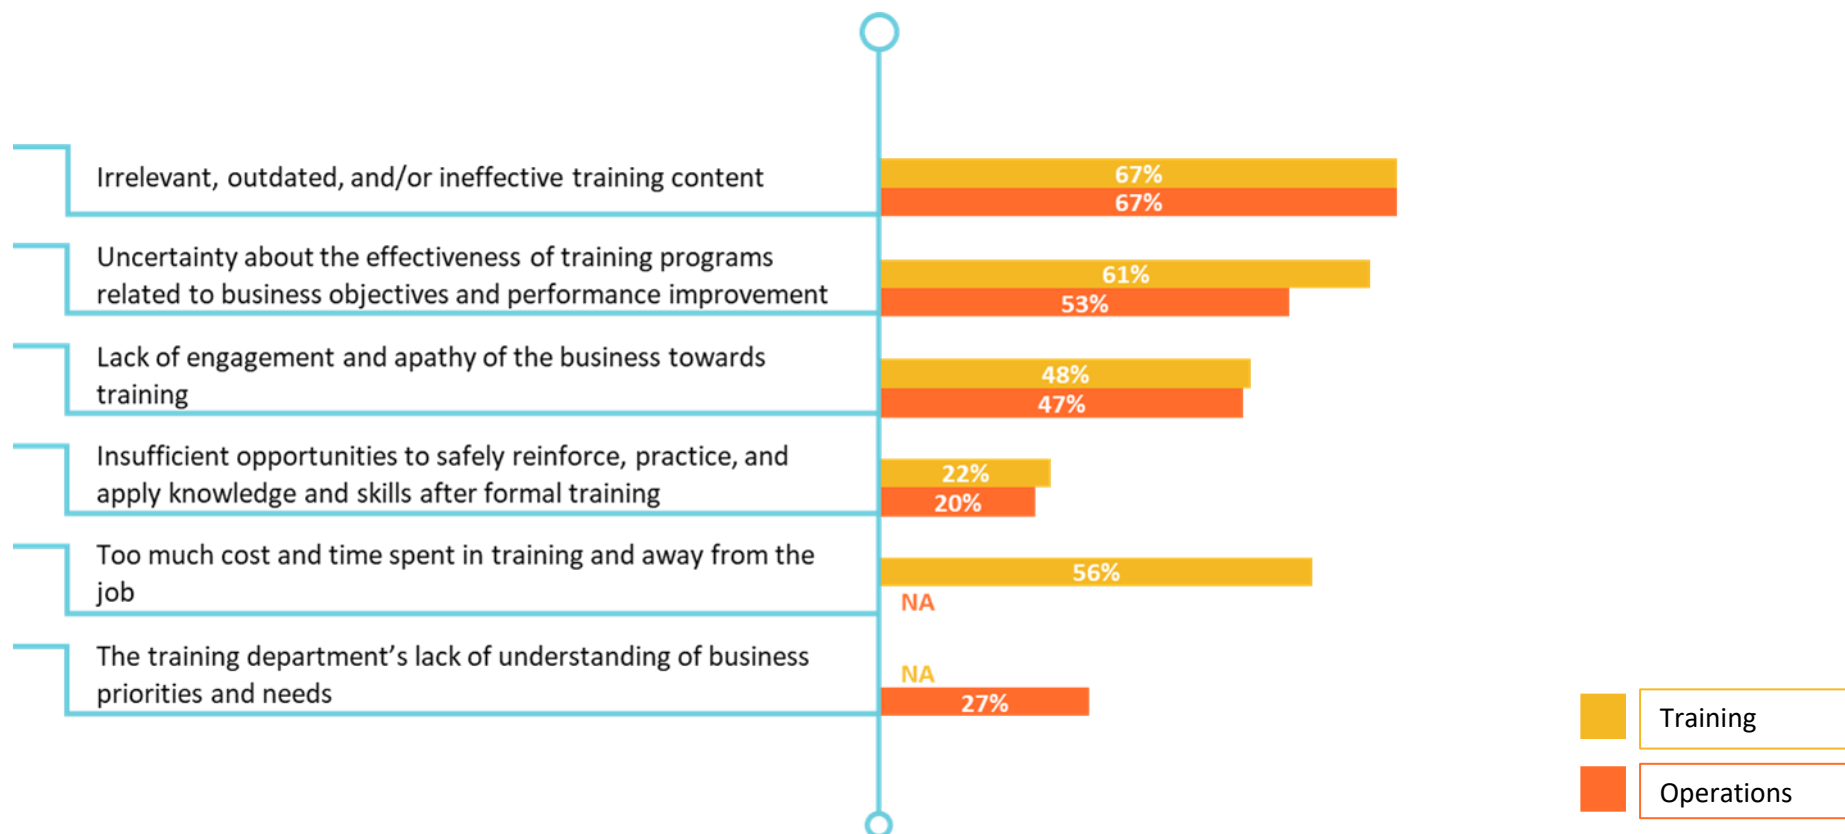 Irrelevant, outdated, and/or ineffective training content
67%
67%
Uncertainty about the effectiveness of training programs
related to business objectives and performance improvement
61%
53%
Lack of engagement and apathy of the business towards
training
48%
47%
Insufficient opportunities to safely reinforce, practice, and
apply knowledge and skills after formal training
22%
20%
Too much cost and time spent in training and away from the
job
56%
NA
The training department’s lack of understanding of business
priorities and needs
NA
27%
Training
Operations